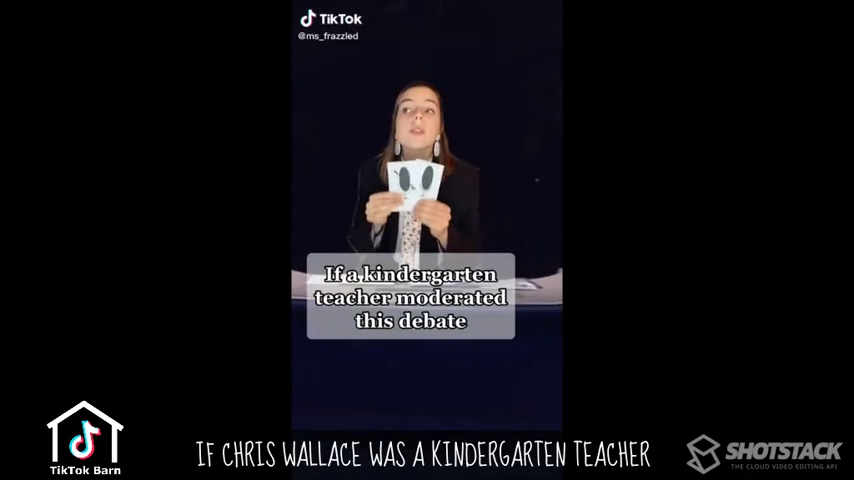 TikTok
@ms_frazzled
If a kindergarten
teacher moderated
this debate
TikTok Barn
IF CHRIS WALLACE WAS A KINDERGARTEN TEACHER
SHOTSTACK
THE CLOUD VIDEO EDITING API